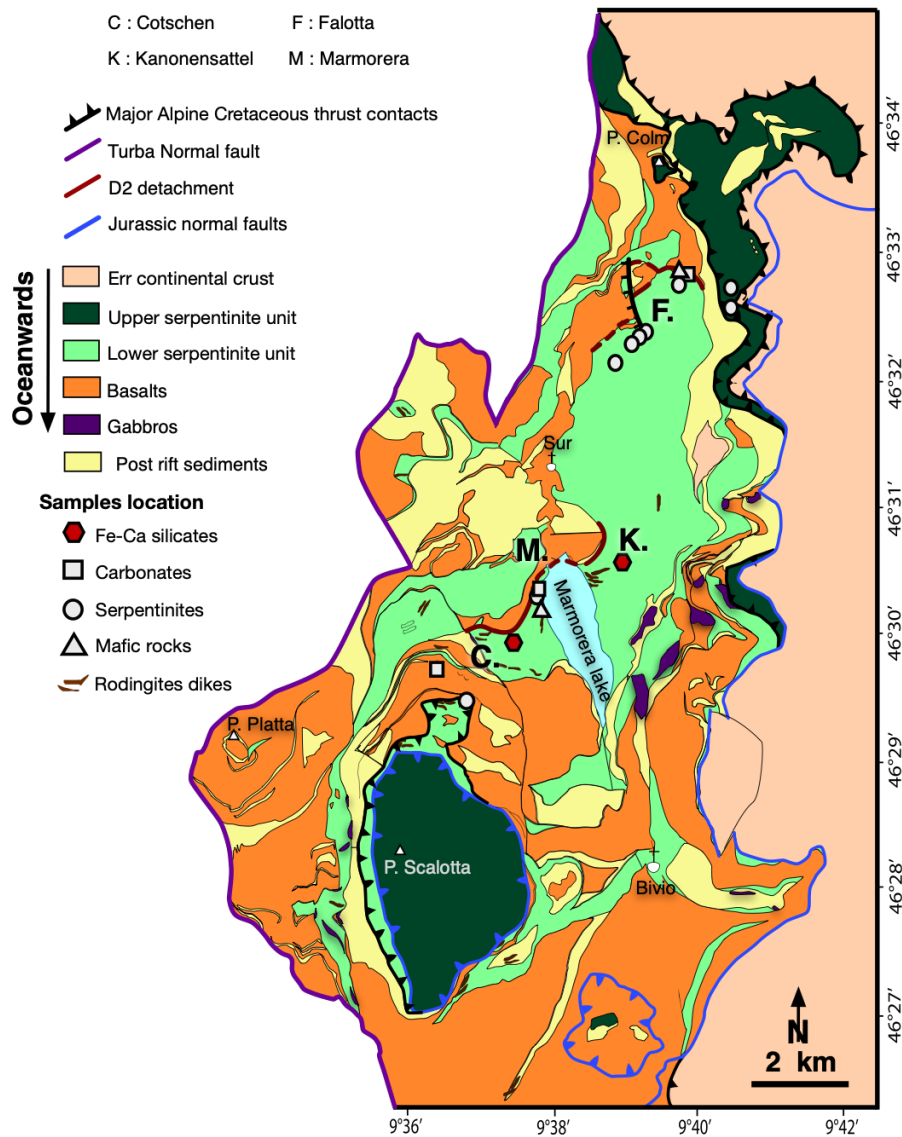 C : Cotschen F : Falotta
K : Kanonensattel M : Marmorera
Major Alpine Cretaceous thrust contacts
Turba Normal fault
D2 detachment
Jurassic normal faults
Oceanwards
Err continental crust
Upper serpentinite unit
Lower serpentinite unit
Basalts
Gabbros
Post rift sediments
Samples location
Fe-Ca silicates
Carbonates
Serpentinites
Mafic rocks
Rodingites dikes
P. Colm
F.
Sur
K.
M.
Marmorera lake
C.
P. Platta
P. Scalotta
Bivio
N
2 km
46°34′
46°33′
46°32′
46°31′
46°30′
46°29′
46°28′
46°27′
9°36′ 9°38′ 9°40′ 9°42′